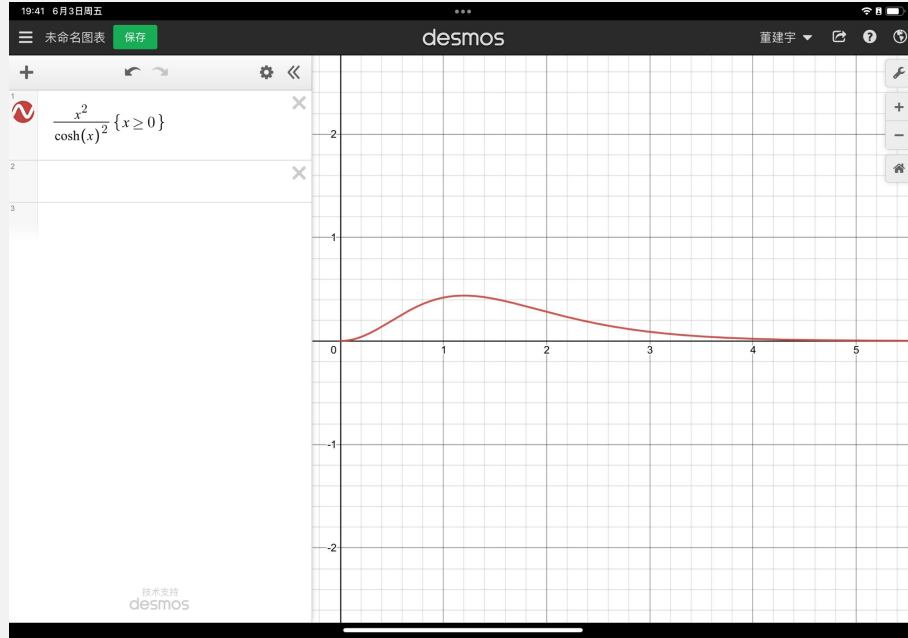 19:41 6月3日周五
未命名图表 保存 desmos 董建宇
1
x²/cosh(x)² {x ≥ 0}
2
3
2
1
0 1 2 3 4 5
-1
-2
技术支持
desmos